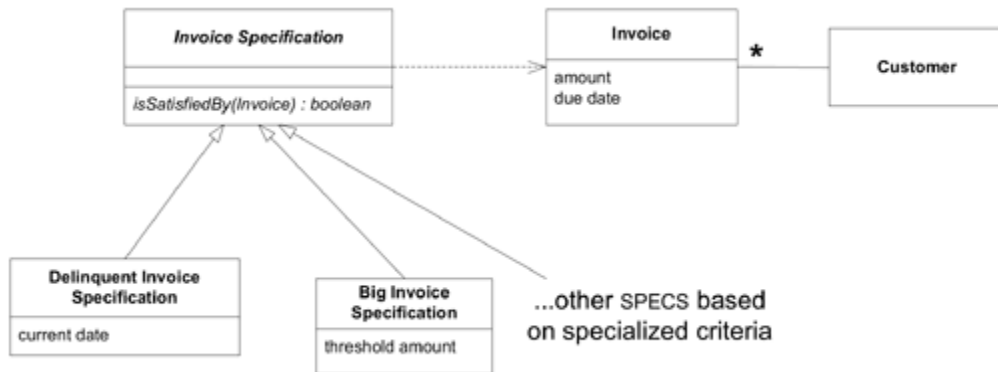 Invoice Specification
isSatisfiedBy(Invoice) : boolean
Invoice
amount
due date
*
Customer
Delinquent Invoice
Specification
current date
Big Invoice
Specification
threshold amount
...other SPECS based
on specialized criteria